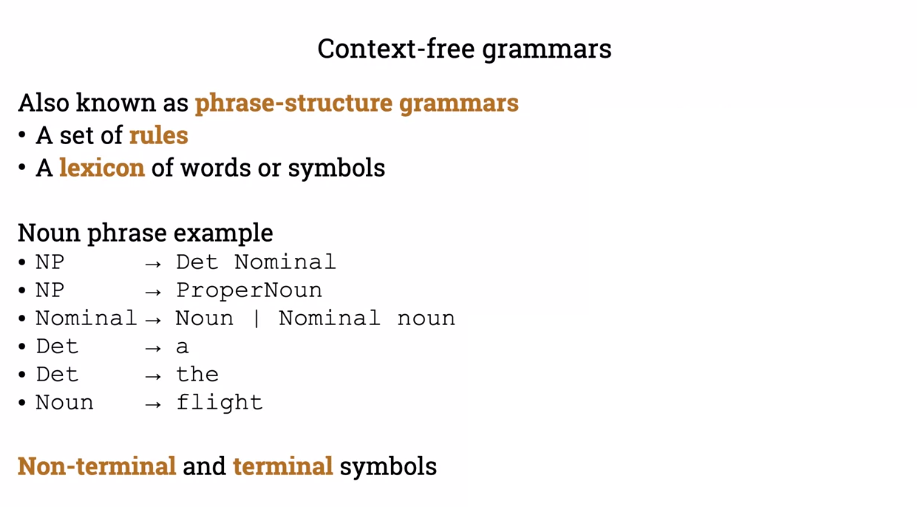 Context-free grammars
Also known as phrase-structure grammars
• A set of rules
• A lexicon of words or symbols
Noun phrase example
• NP → Det Nominal
• NP → ProperNoun
• Nominal → Noun | Nominal noun
• Det → a
• Det → the
• Noun → flight
Non-terminal and terminal symbols